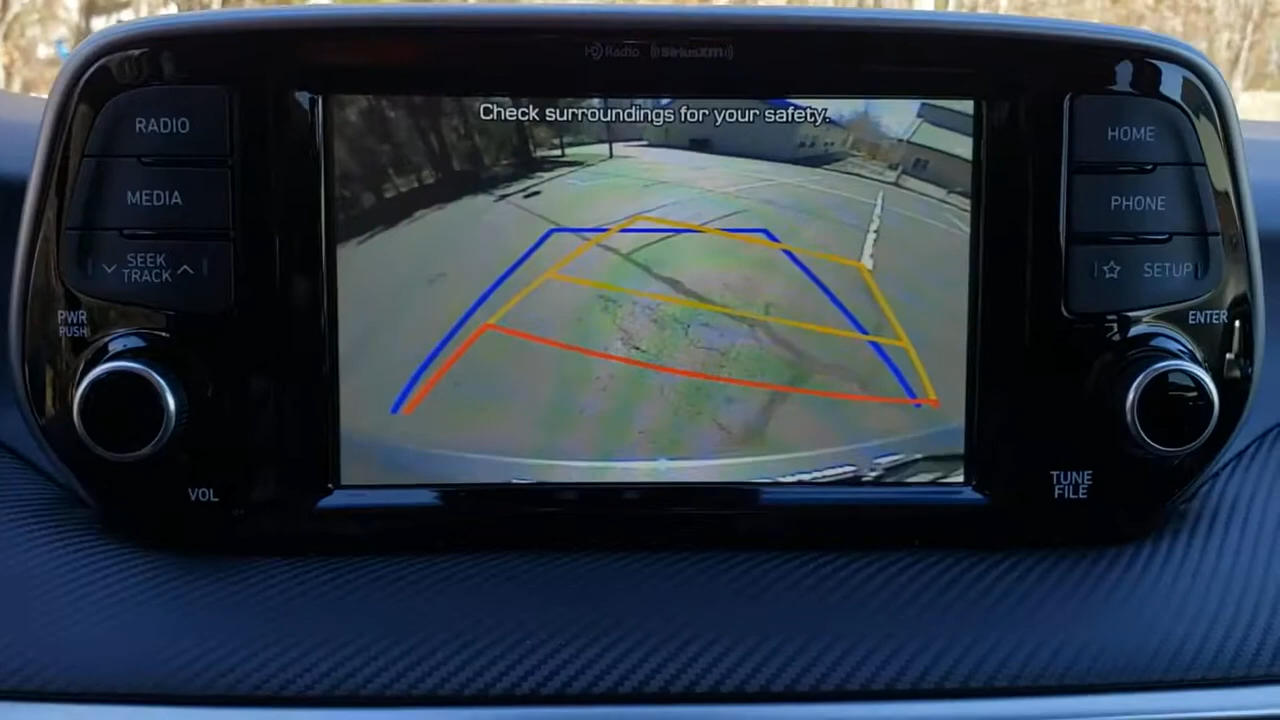 HD Radio ((SiriusXM))
Check surroundings for your safety.
RADIO
MEDIA
SEEK
TRACK
PWR
PUSH
VOL
HOME
PHONE
SETUP
ENTER
TUNE
FILE